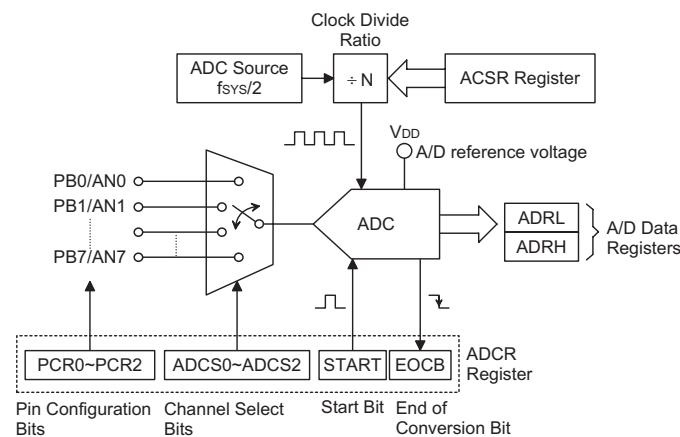 Clock Divide
Ratio
ADC Source
fSYS/2
÷ N
ACSR Register
VDD
A/D reference voltage
PB0/AN0
PB1/AN1
PB7/AN7
ADC
ADRL
ADRH
A/D Data
Registers
PCR0~PCR2
ADCS0~ADCS2
START
EOCB
ADCR
Register
Pin Configuration
Bits
Channel Select
Bits
Start Bit
End of
Conversion Bit